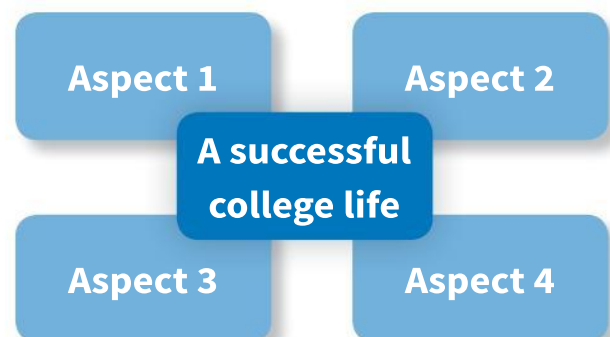 Aspect 1
Aspect 2
A successful
college life
Aspect 3
Aspect 4